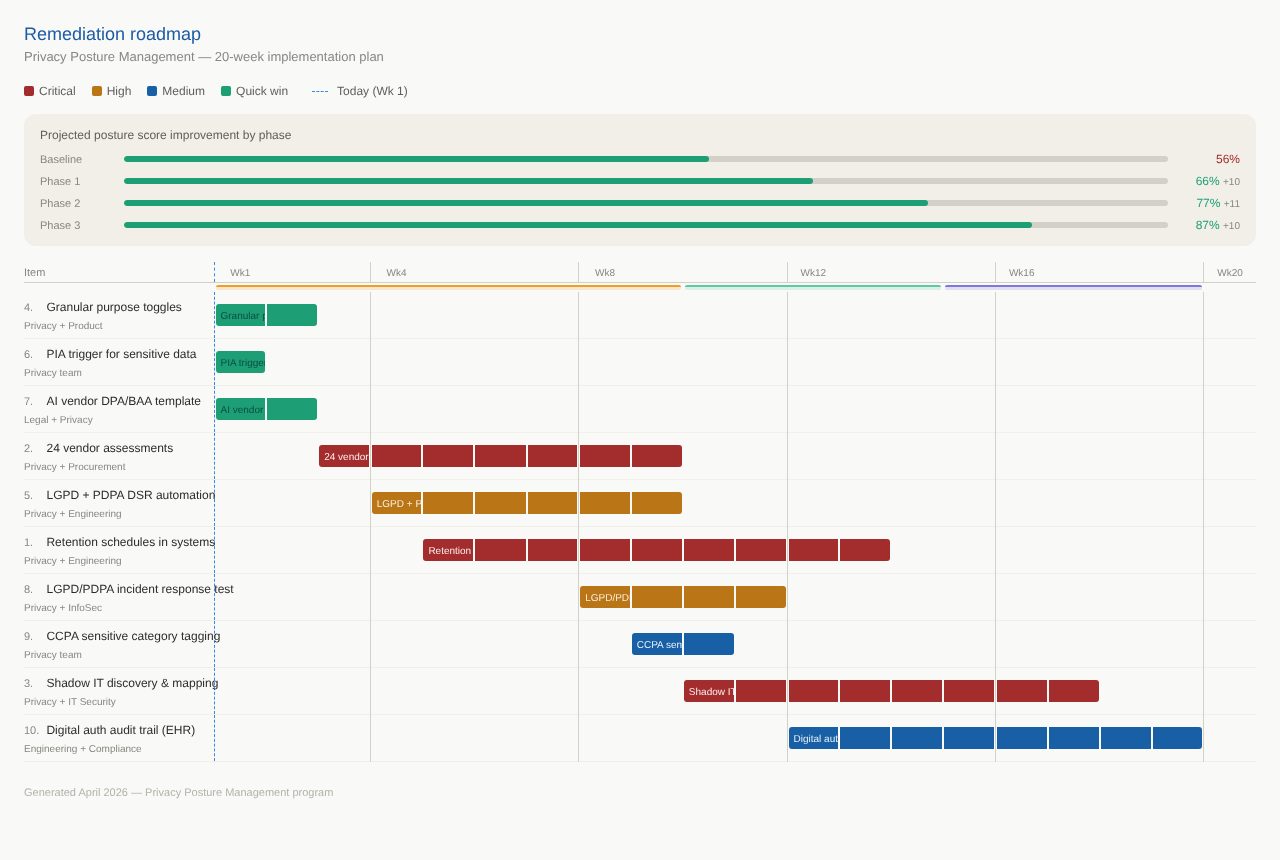 Remediation roadmap
Privacy Posture Management — 20-week implementation plan
Critical High Medium Quick win Today (Wk 1)
Projected posture score improvement by phase
Baseline 56%
Phase 1 66% +10
Phase 2 77% +11
Phase 3 87% +10
Item Wk1 Wk4 Wk8 Wk12 Wk16 Wk20
4. Granular purpose toggles
Granular p
Privacy + Product
6. PIA trigger for sensitive data
PIA trigge
Privacy team
7. AI vendor DPA/BAA template
AI vendor
Legal + Privacy
2. 24 vendor assessments
24 vendor
Privacy + Procurement
5. LGPD + PDPA DSR automation
LGPD + P
Privacy + Engineering
1. Retention schedules in systems
Retention
Privacy + Engineering
8. LGPD/PDPA incident response test
LGPD/PD
Privacy + InfoSec
9. CCPA sensitive category tagging
CCPA sen
Privacy team
3. Shadow IT discovery & mapping
Shadow IT
Privacy + IT Security
10. Digital auth audit trail (EHR)
Digital aut
Engineering + Compliance
Generated April 2026 — Privacy Posture Management program